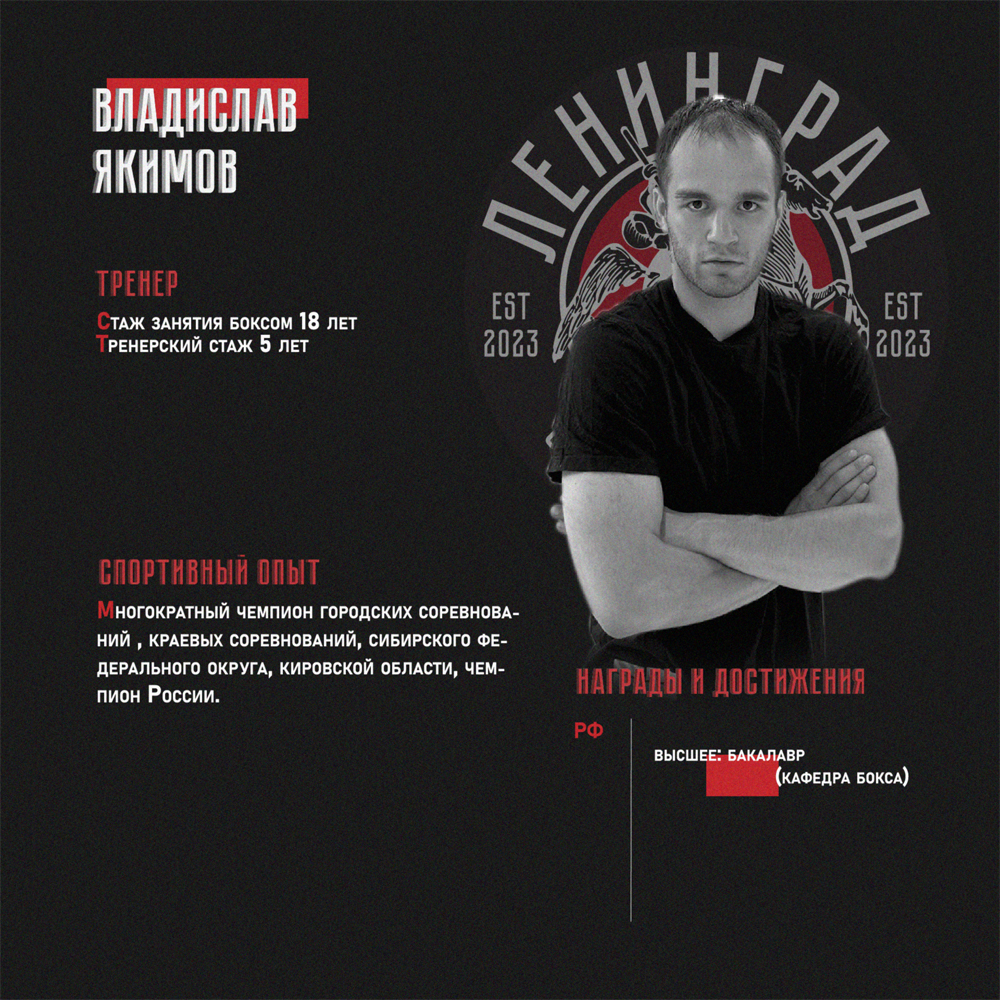 ВЛАДИСЛАВ
ЯКИМОВ
ЛЕНИНГРАД
EST
2023
EST
2023
ТРЕНЕР
Стаж занятия боксом 18 лет
Тренерский стаж 5 лет
СПОРТИВНЫЙ ОПЫТ
Многократный чемпион городских соревнова-
ний , краевых соревнований, сибирского фе-
дерального округа, кировской области, чем-
пион России.
НАГРАДЫ И ДОСТИЖЕНИЯ
РФ
высшее: бакалавр
(кафедра бокса)